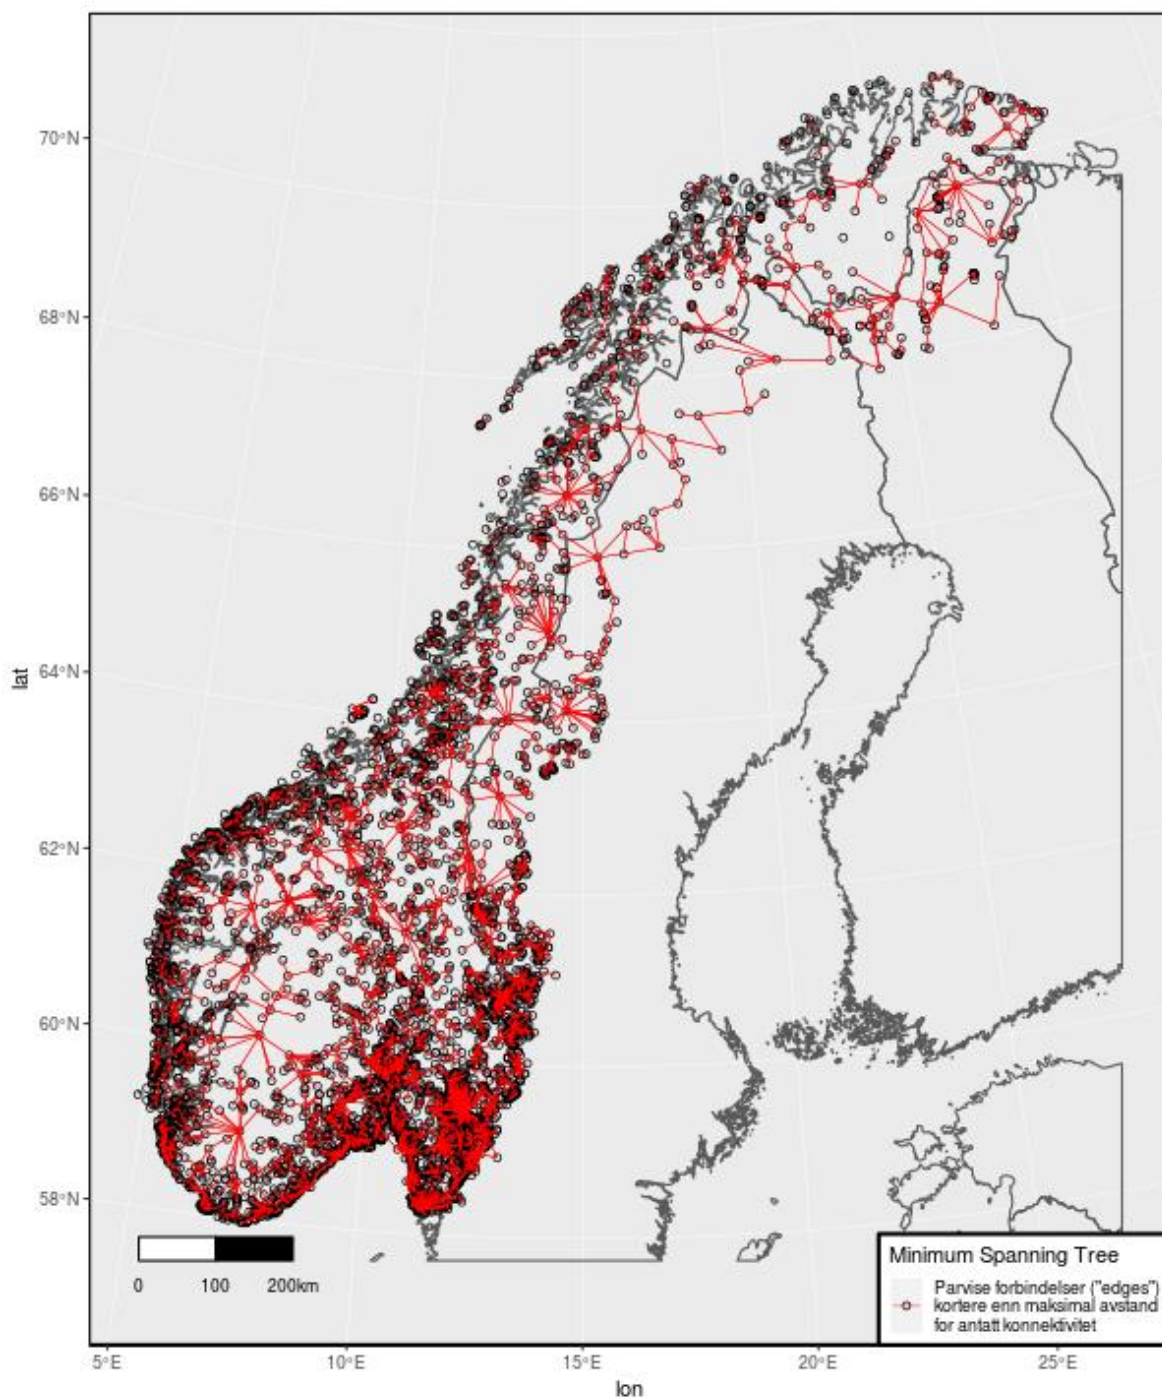 70°N
68°N
66°N
64°N
62°N
60°N
58°N
lat
0 100 200km
Minimum Spanning Tree
Parvise forbindelser ("edges")
kortere enn maksimal avstand
for antatt konnektivitet
5°E 10°E 15°E 20°E 25°E
lon